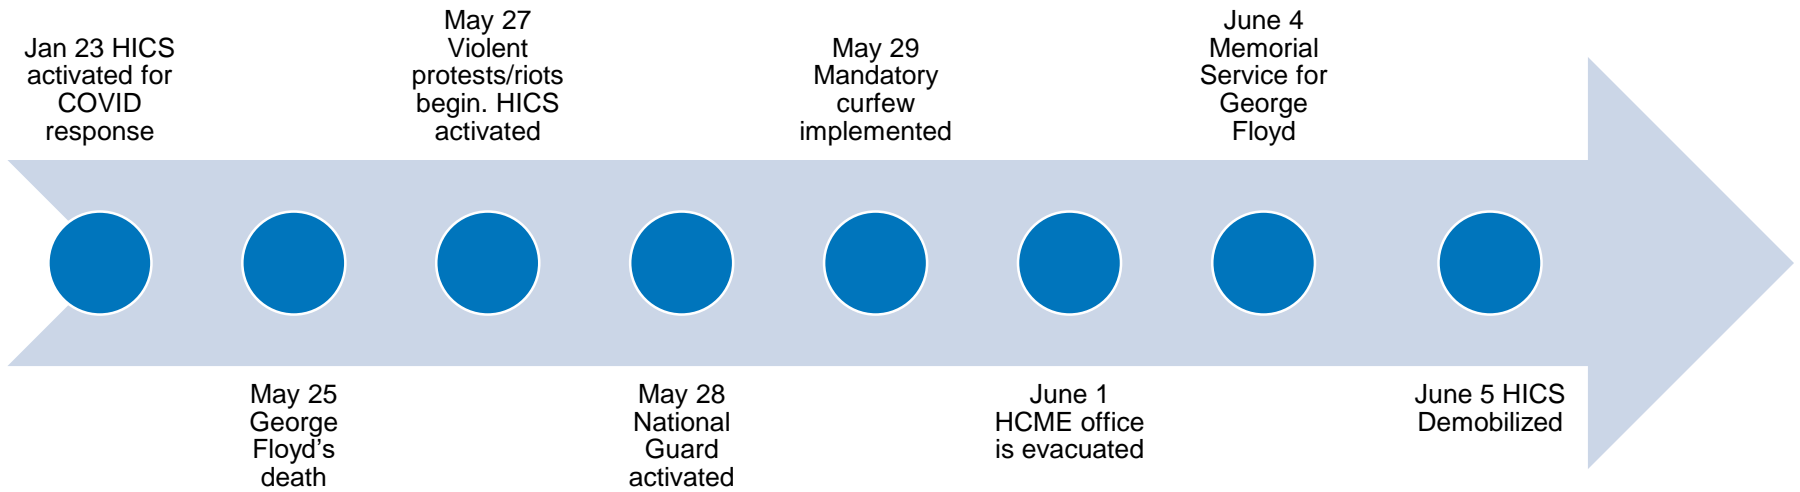 Jan 23 HICS
activated for
COVID
response
May 25
George
Floyd’s
death
May 27
Violent
protests/riots
begin. HICS
activated
May 28
National
Guard
activated
May 29
Mandatory
curfew
implemented
June 1
HCME office
is evacuated
June 4
Memorial
Service for
George
Floyd
June 5 HICS
Demobilized